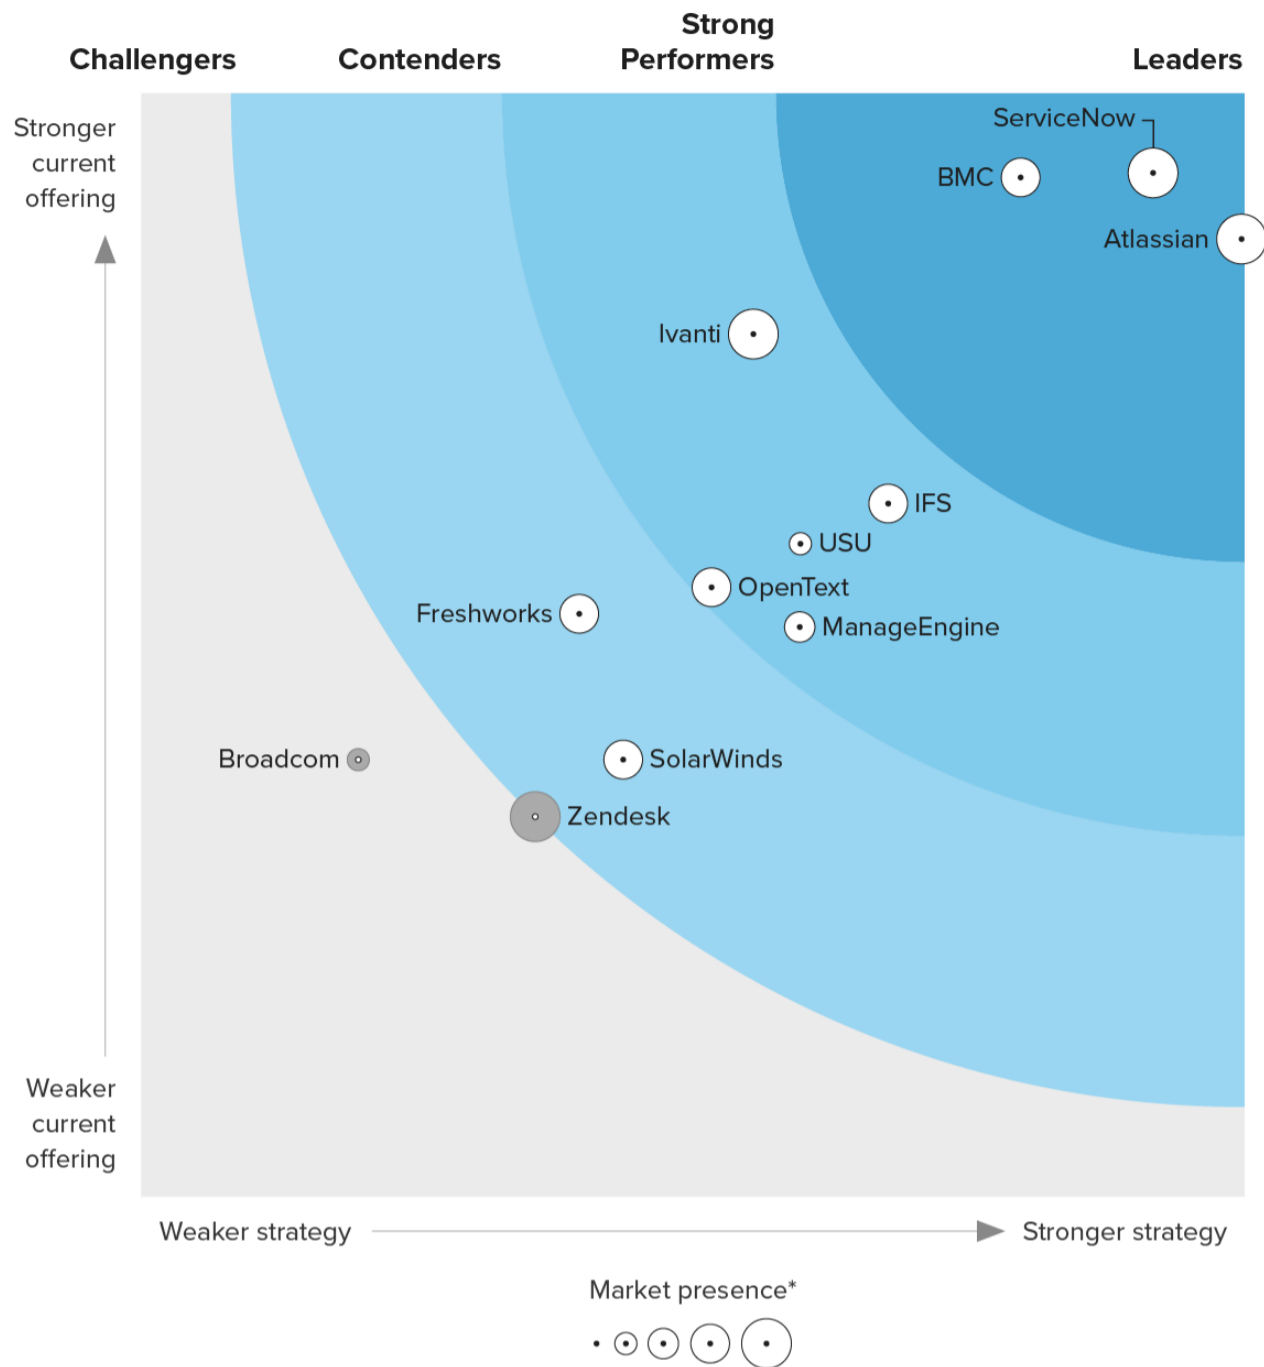 Challengers
Contenders
Strong
Performers
Leaders
Stronger
current
offering
ServiceNow
BMC
Atlassian
Ivanti
IFS
USU
OpenText
Freshworks
ManageEngine
Broadcom
SolarWinds
Zendesk
Weaker
current
offering
Weaker strategy
Stronger strategy
Market presence*